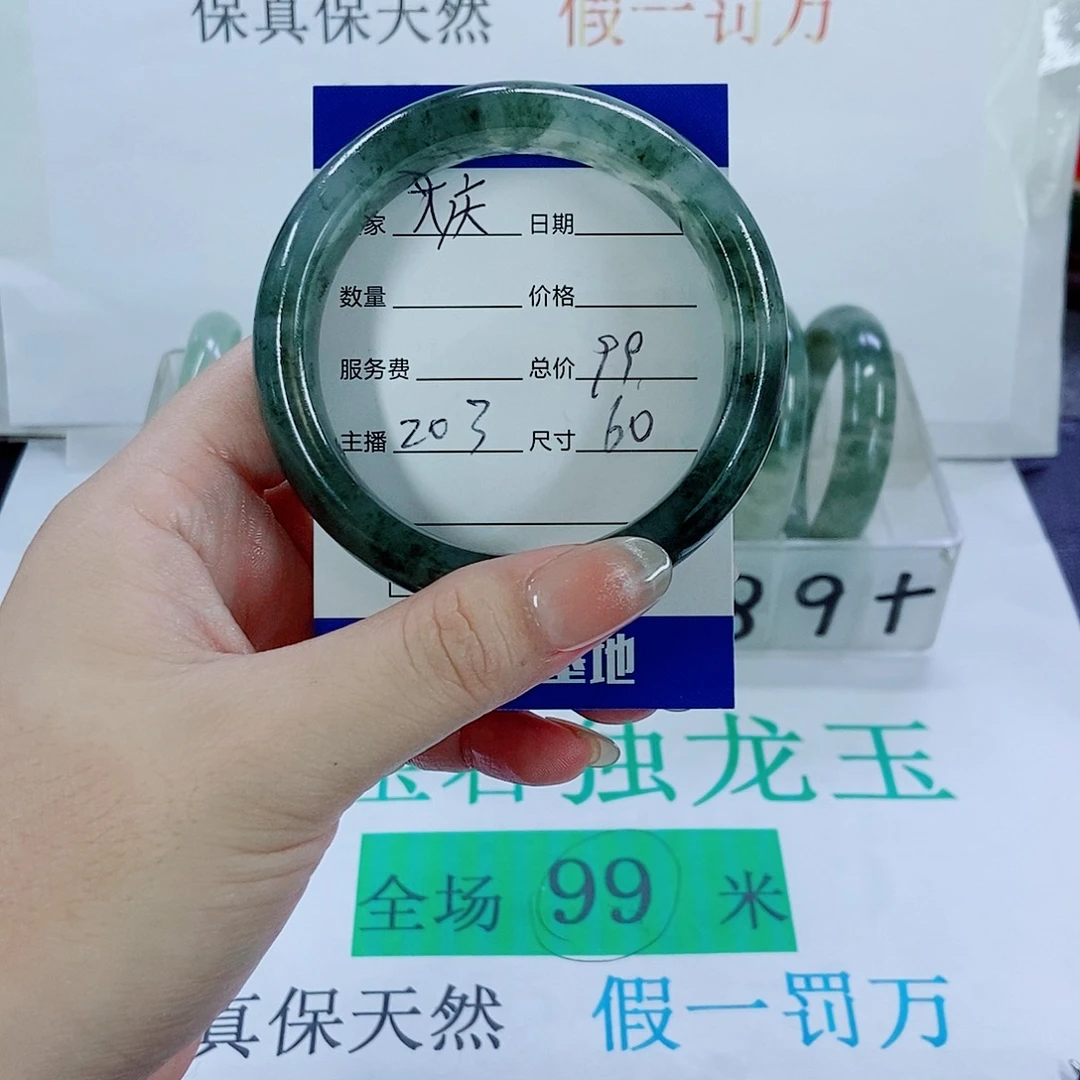 保真保天然 假一罚万
家 庆 日期
数量 价格
服务费 总价 99
主播 203 尺寸 60
89+
基地
独龙玉
全场 99 米
真保天然 假一罚万